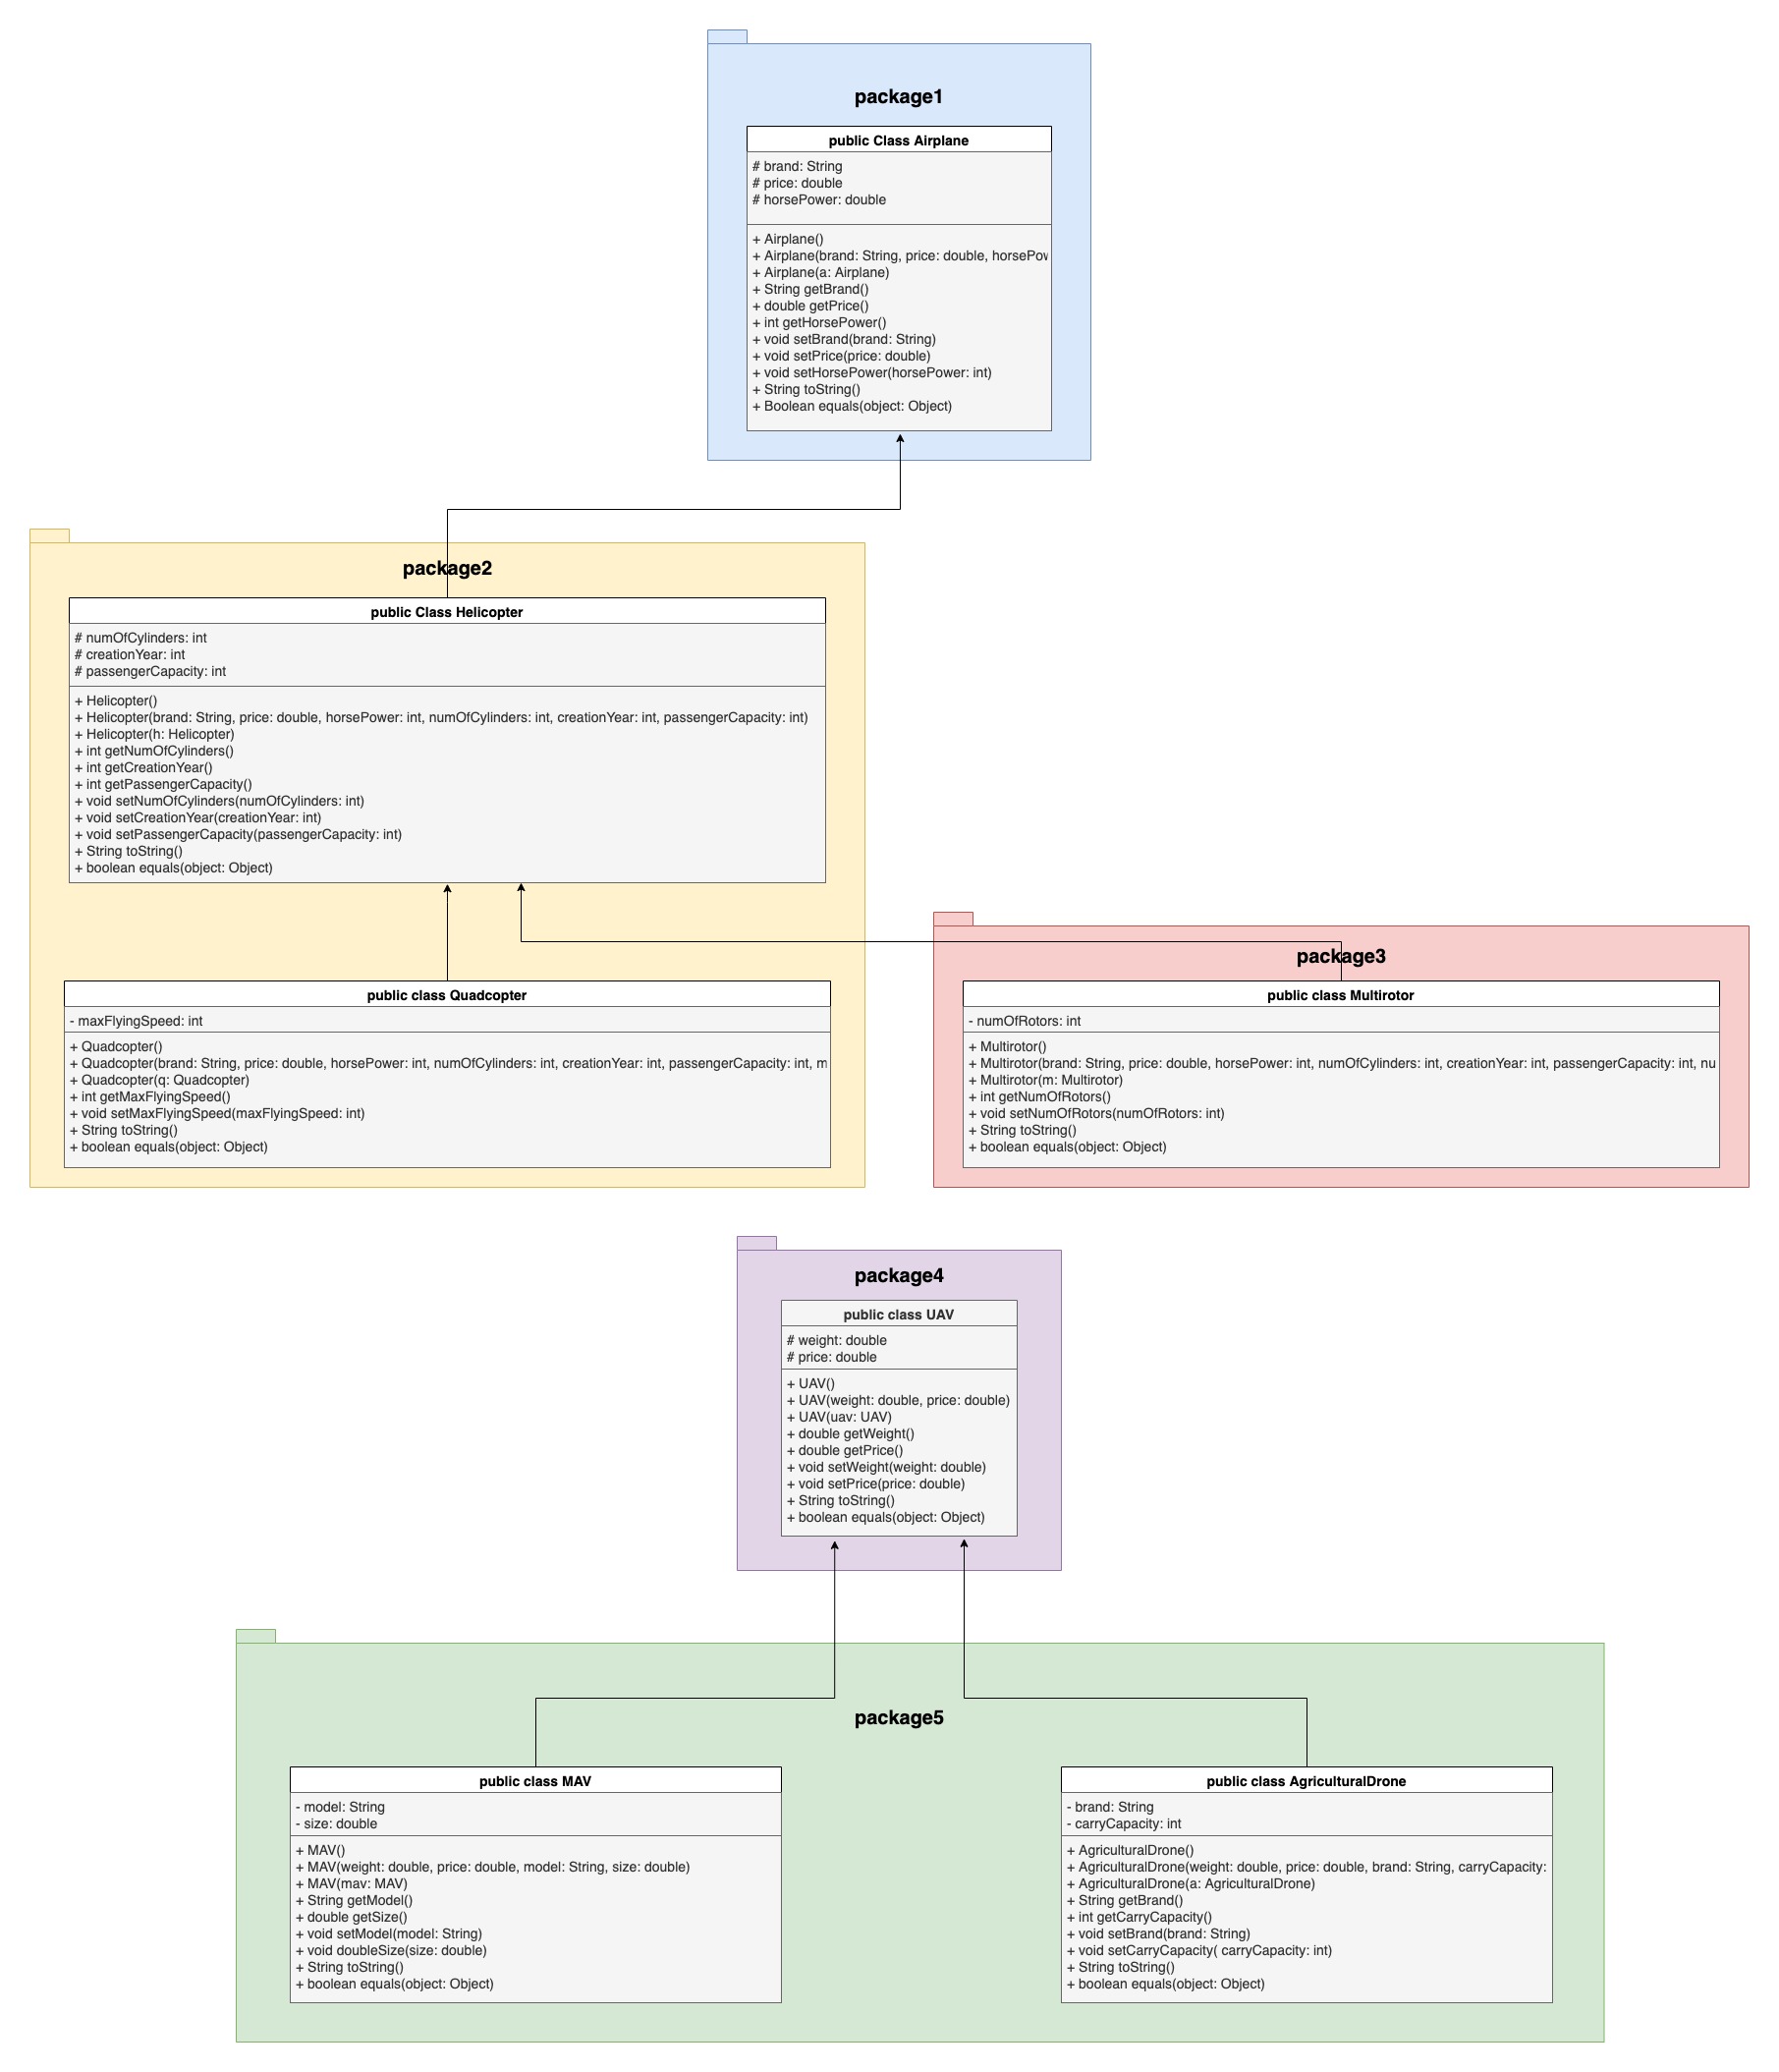 package1
public Class Airplane
# brand: String
# price: double
# horsePower: double
+ Airplane()
+ Airplane(brand: String, price: double,
+ Airplane(a: Airplane)
+ String getBrand()
+ double getPrice()
+ int getHorsePower()
+ void setBrand(brand: String)
+ void setPrice(price: double)
+ void setHorsePower(horsePower: int)
+ String toString()
+ Boolean equals(object: Object)
package2
public Class Helicopter
# numOfCylinders: int
# creationYear: int
# passengerCapacity: int
+ Helicopter()
+ Helicopter(brand: String, price: double, horsePower: int, numOfCylinders: int, creationYear: int, passengerCapacity: int)
+ Helicopter(h: Helicopter)
+ int getNumOfCylinders()
+ int getCreationYear()
+ int getPassengerCapacity()
+ void setNumOfCylinders(numOfCylinders: int)
+ void setCreationYear(creationYear: int)
+ void setPassengerCapacity(passengerCapacity: int)
+ String toString()
+ boolean equals(object: Object)
public class Quadcopter
- maxFlyingSpeed: int
+ Quadcopter()
+ Quadcopter(brand: String, price: double, horsePower: int, numOfCylinders: int, creationYear: int, passengerCapacity: int, m
+ Quadcopter(q: Quadcopter)
+ int getMaxFlyingSpeed()
+ void setMaxFlyingSpeed(maxFlyingSpeed: int)
+ String toString()
+ boolean equals(object: Object)
package3
public class Multirotor
- numOfRotors: int
+ Multirotor()
+ Multirotor(brand: String, price: double, horsePower: int, numOfCylinders: int, creationYear: int, passengerCapacity: int, nu
+ Multirotor(m: Multirotor)
+ int getNumOfRotors()
+ void setNumOfRotors(numOfRotors: int)
+ String toString()
+ boolean equals(object: Object)
package4
public class UAV
# weight: double
# price: double
+ UAV()
+ UAV(weight: double, price: double)
+ UAV(uav: UAV)
+ double getWeight()
+ double getPrice()
+ void setWeight(weight: double)
+ void setPrice(price: double)
+ String toString()
+ boolean equals(object: Object)
package5
public class MAV
- model: String
- size: double
+ MAV()
+ MAV(weight: double, price: double, model: String, size: double)
+ MAV(mav: MAV)
+ String getModel()
+ double getSize()
+ void setModel(model: String)
+ void doubleSize(size: double)
+ String toString()
+ boolean equals(object: Object)
public class AgriculturalDrone
- brand: String
- carryCapacity: int
+ AgriculturalDrone()
+ AgriculturalDrone(weight: double, price: double, brand: String, carryCapacity:
+ AgriculturalDrone(a: AgriculturalDrone)
+ String getBrand()
+ int getCarryCapacity()
+ void setBrand(brand: String)
+ void setCarryCapacity( carryCapacity: int)
+ String toString()
+ boolean equals(object: Object)